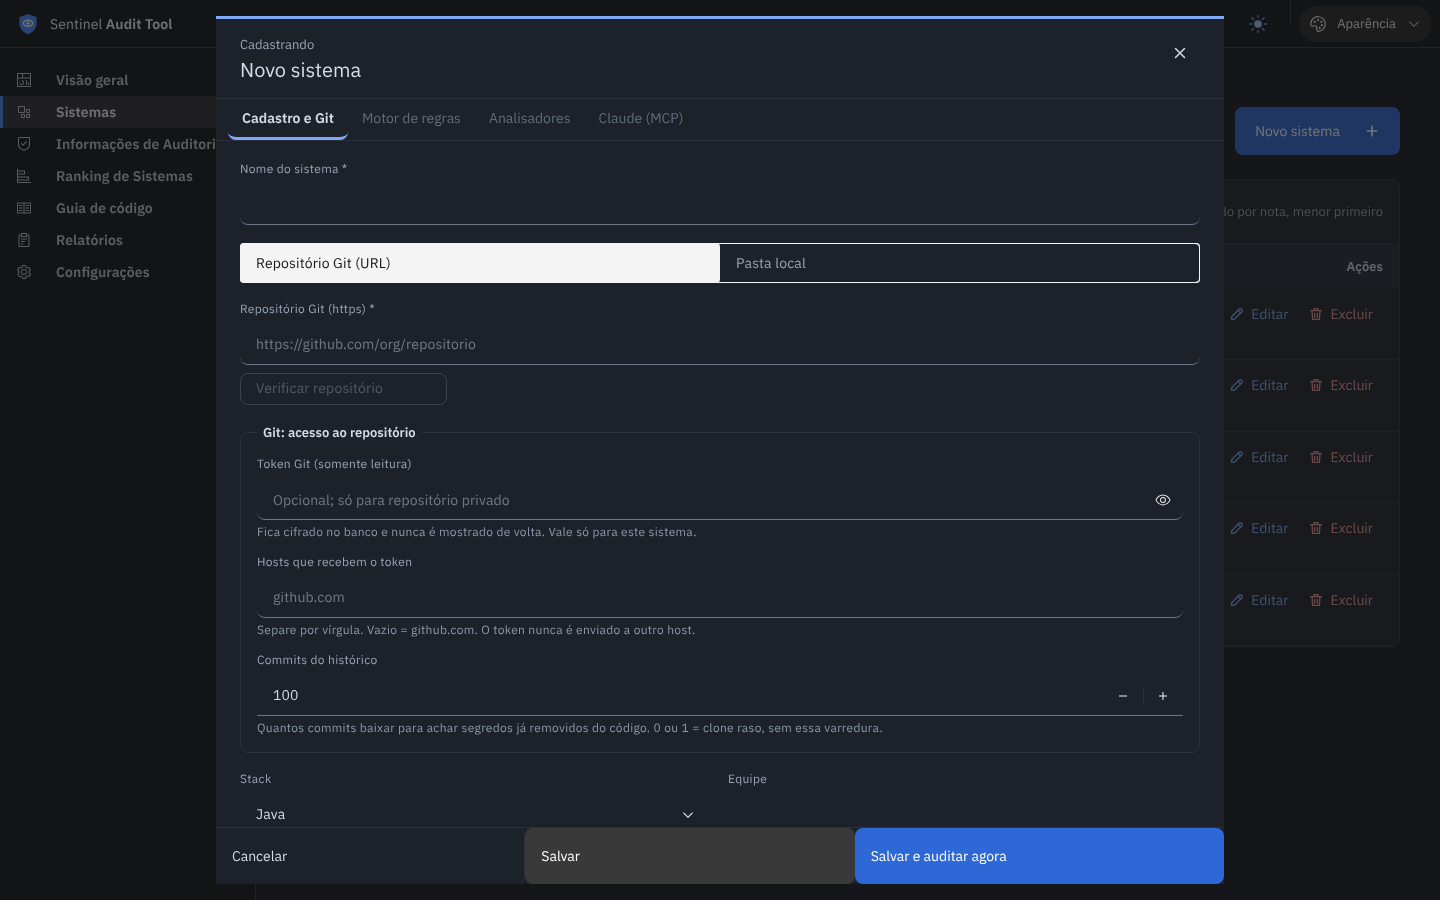 Sentinel Audit Tool
Aparência
Visão geral
Sistemas
Informações de Auditori
Ranking de Sistemas
Guia de código
Relatórios
Configurações
Cadastrando
Novo sistema
Cadastro e Git
Motor de regras
Analisadores
Claude (MCP)
Nome do sistema *
Repositório Git (URL)
Pasta local
Repositório Git (https) *
https://github.com/org/repositorio
Verificar repositório
Git: acesso ao repositório
Token Git (somente leitura)
Opcional; só para repositório privado
Fica cifrado no banco e nunca é mostrado de volta. Vale só para este sistema.
Hosts que recebem o token
github.com
Separe por vírgula. Vazio = github.com. O token nunca é enviado a outro host.
Commits do histórico
100
Quantos commits baixar para achar segredos já removidos do código. 0 ou 1 = clone raso, sem essa varredura.
Stack
Equipe
Java
Cancelar
Salvar
Salvar e auditar agora
Novo sistema
do por nota, menor primeiro
Ações
Editar Excluir
Editar Excluir
Editar Excluir
Editar Excluir
Editar Excluir